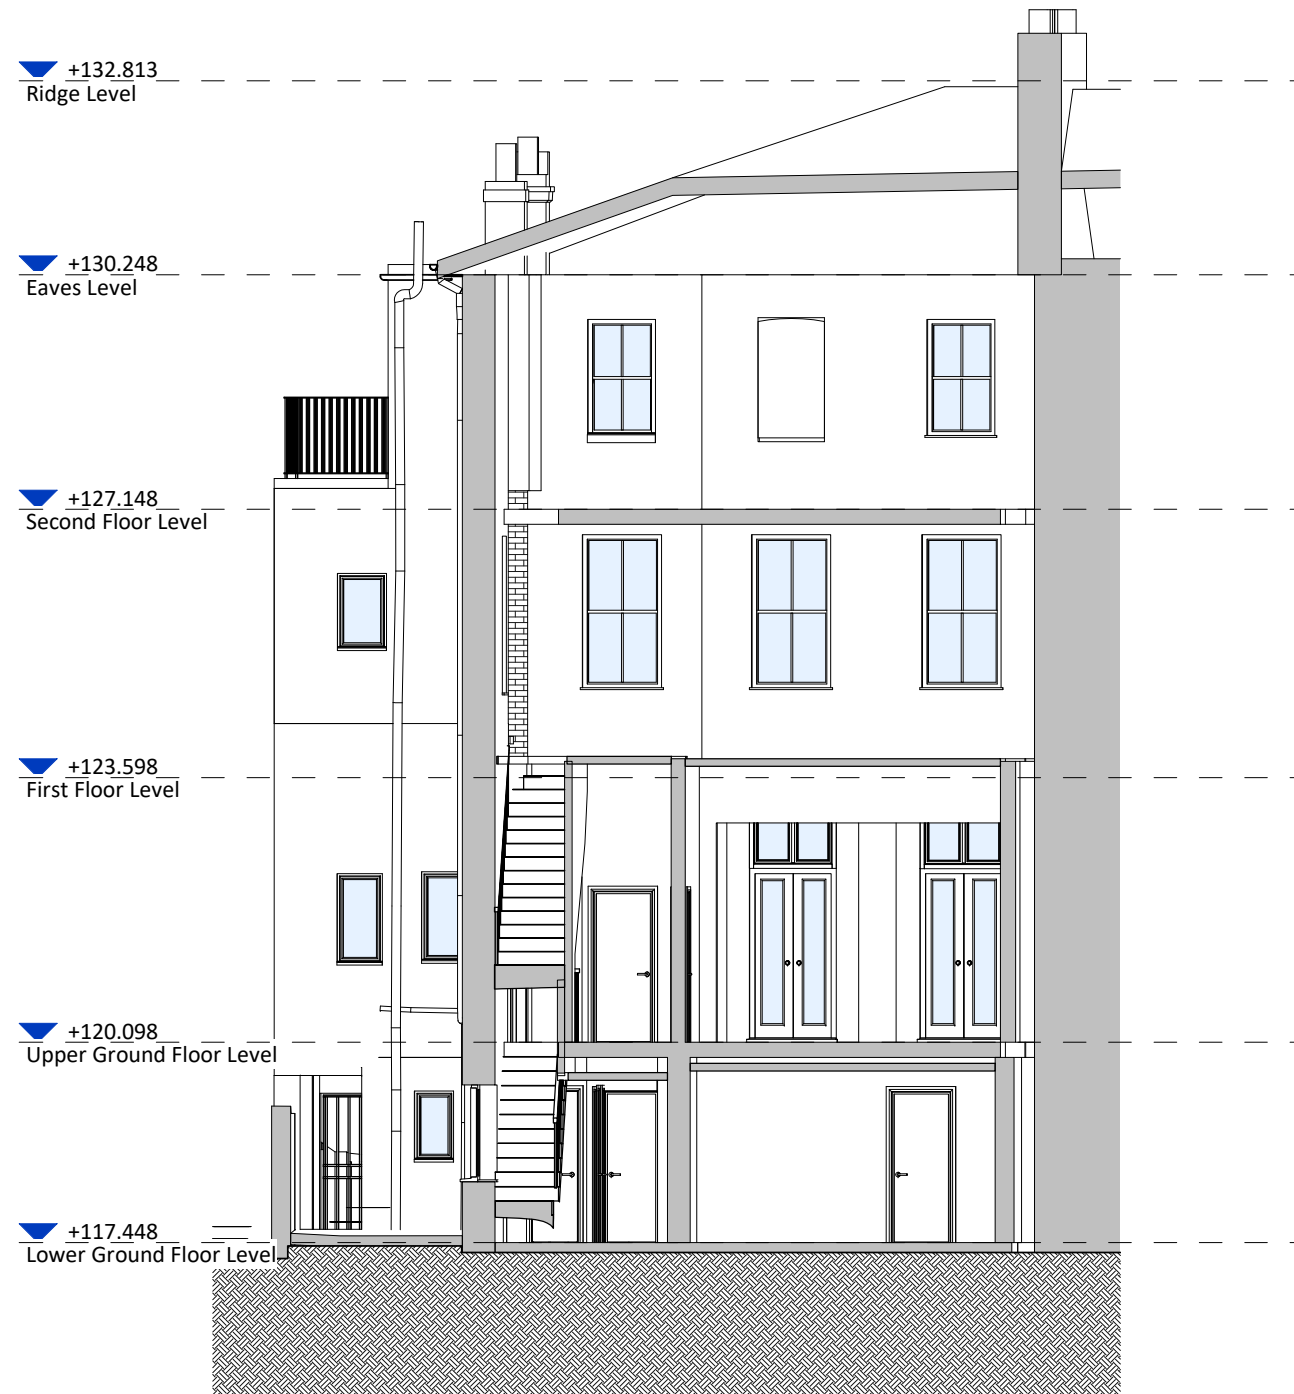 +132.813
Ridge Level
+130.248
Eaves Level
+127.148
Second Floor Level
+123.598
First Floor Level
+120.098
Upper Ground Floor Level
+117.448
Lower Ground Floor Level